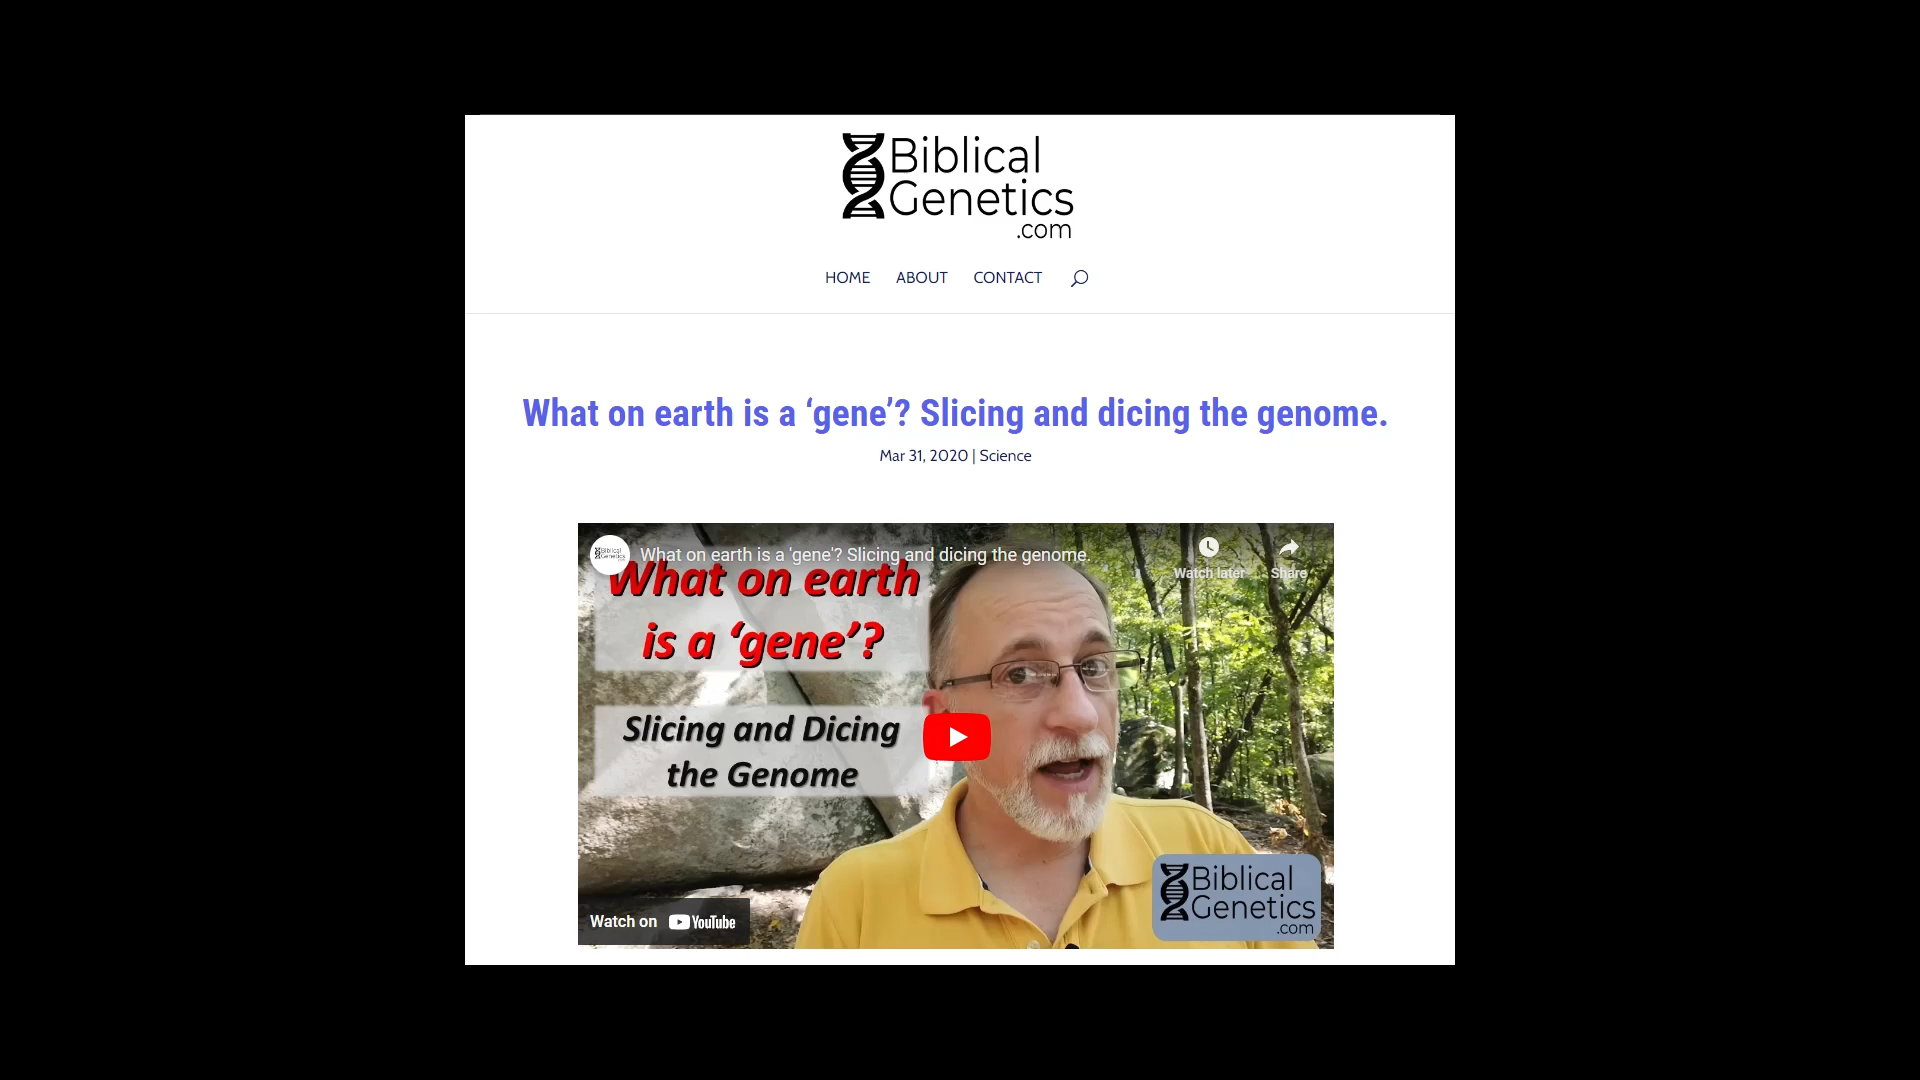 Biblical
Genetics
.com
HOME ABOUT CONTACT
What on earth is a ‘gene’? Slicing and dicing the genome.
Mar 31, 2020 | Science
Biblical
Genetics
What on earth is a 'gene'? Slicing and dicing the genome.
Watch later Share
What on earth
is a ‘gene’?
Slicing and Dicing
the Genome
Watch on YouTube
Biblical
Genetics
.com